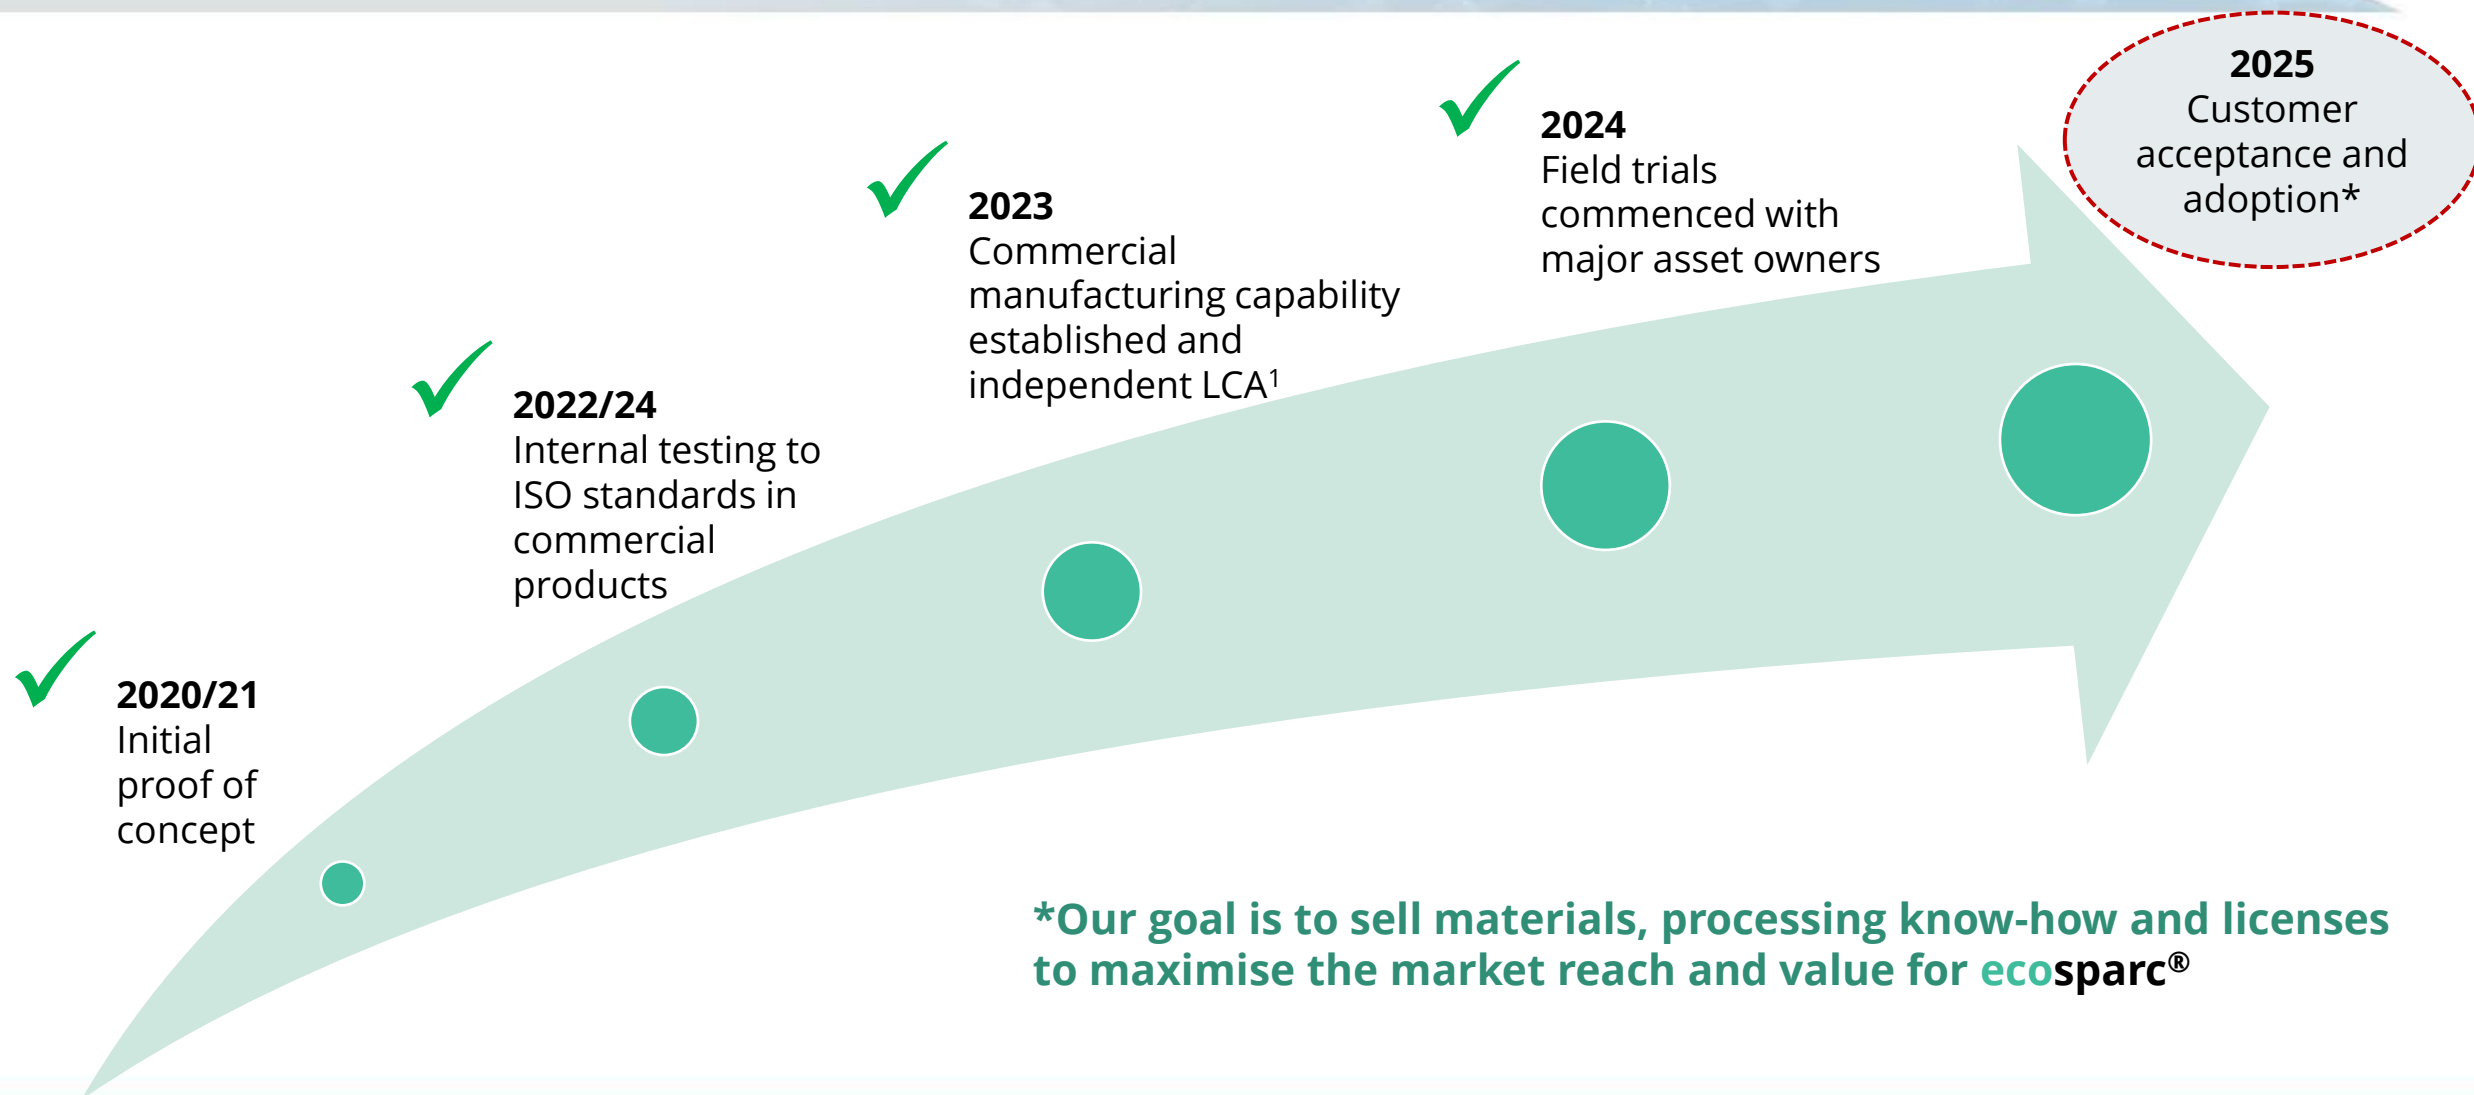 2020/21
Initial
proof of
concept
2022/24
Internal testing to
ISO standards in
commercial
products
2023
Commercial
manufacturing capability
established and
independent LCA¹
2024
Field trials
commenced with
major asset owners
2025
Customer
acceptance and
adoption*
*Our goal is to sell materials, processing know-how and licenses
to maximise the market reach and value for ecosparc®